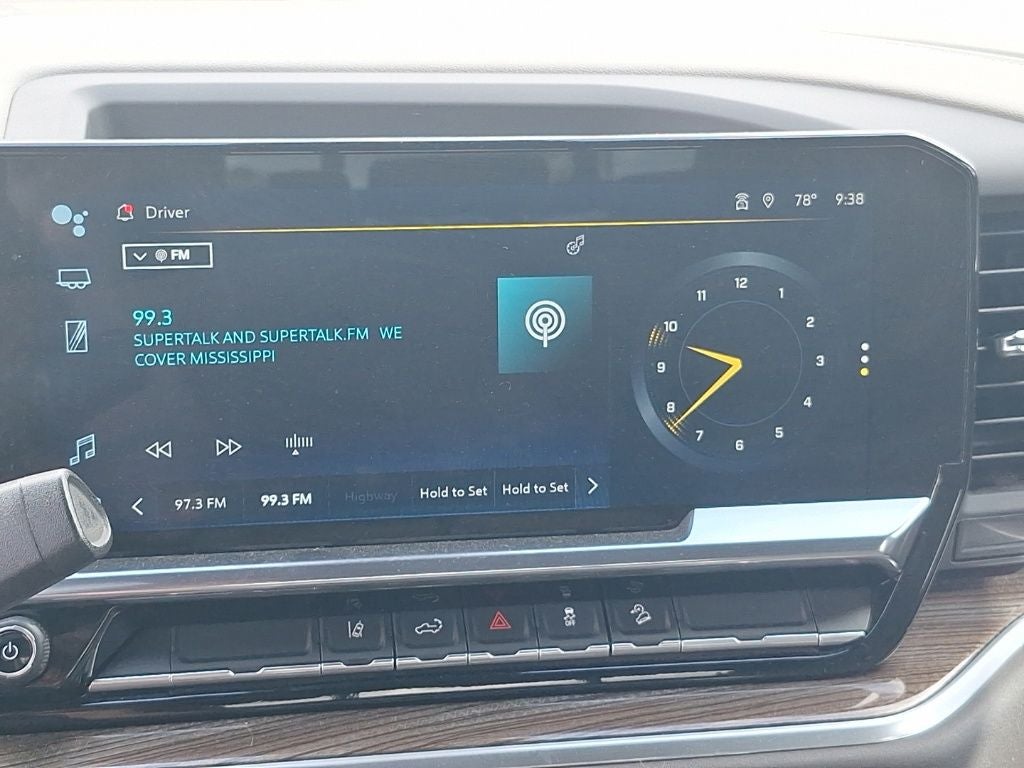 Driver
78° 9:38
FM
99.3
SUPERTALK AND SUPERTALK.FM WE
COVER MISSISSIPPI
12
1
2
3
4
5
6
7
8
9
10
11
97.3 FM 99.3 FM Highway Hold to Set Hold to Set
OFF